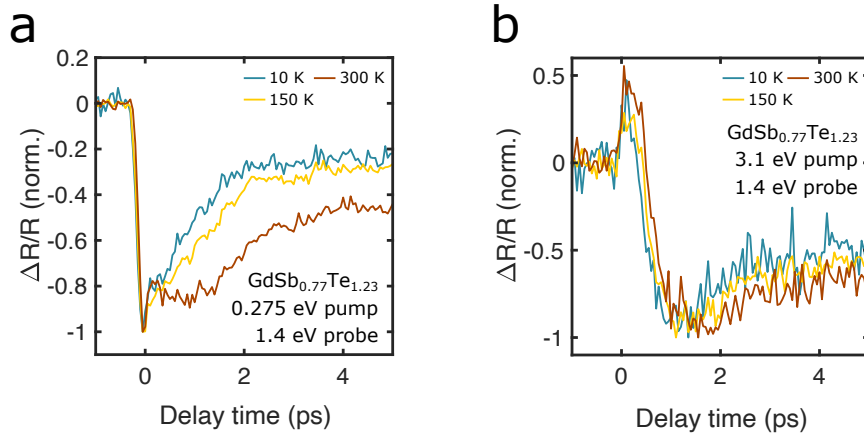 a
0.2
0
-0.2
-0.4
-0.6
-0.8
-1
ΔR/R (norm.)
10 K
300 K
150 K
GdSb0.77Te1.23
0.275 eV pump
1.4 eV probe
0
2
4
Delay time (ps)
b
0.5
0
-0.5
-1
ΔR/R (norm.)
10 K
300 K
150 K
GdSb0.77Te1.23
3.1 eV pump
1.4 eV probe
0
2
4
Delay time (ps)